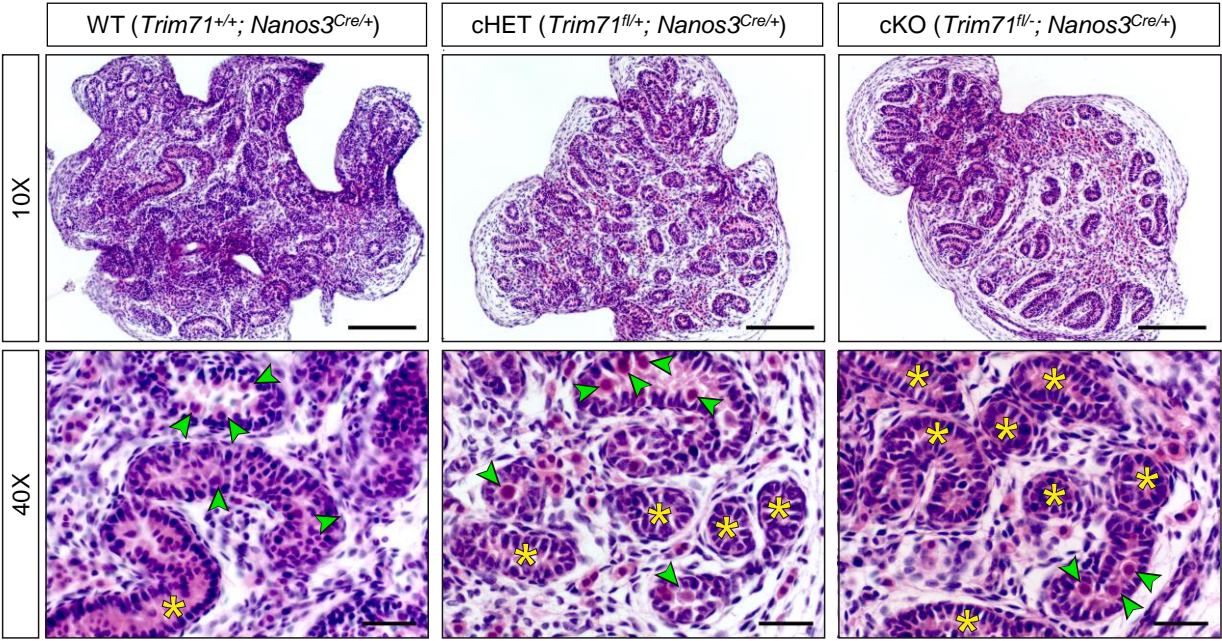 WT (Trim71+/+; Nanos3Cre/+)
cHET (Trim71fl/+; Nanos3Cre/+)
cKO (Trim71fl/-; Nanos3Cre/+)
10X
40X